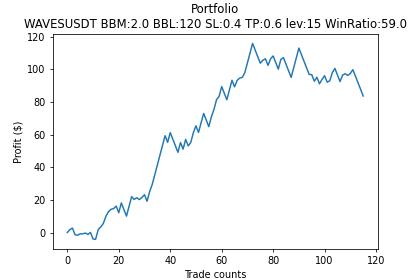 Portfolio
WAVESUSDT BBM:2.0 BBL:120 SL:0.4 TP:0.6 lev:15 WinRatio:59.0
120
100
80
60
40
20
0
Profit ($)
0 20 40 60 80 100 120
Trade counts